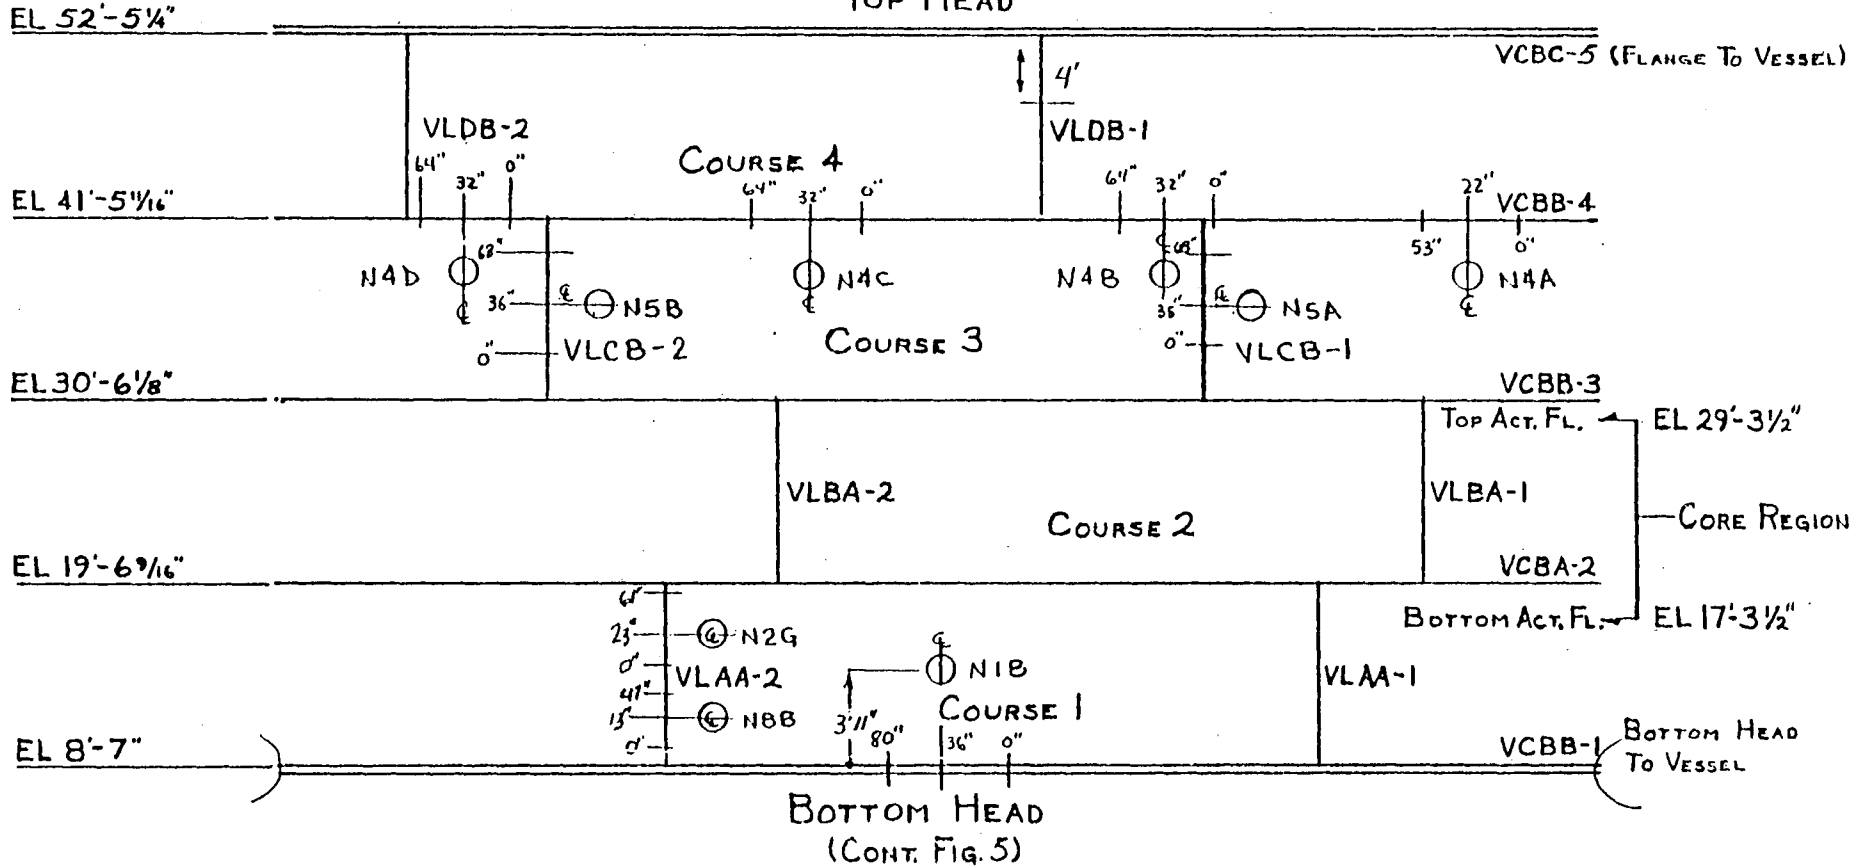 TOP HEAD
EL 52'-5¼"
VCBC-5 (FLANGE TO VESSEL)
4'
VLDB-2
VLDB-1
COURSE 4
64" 32" 0"
64" 32" 0"
64" 32" 0"
22"
EL 41'-5 11/16"
VCBB-4
53" 0"
68"
68"
N4D
N4C
N4B
N4A
36" ℄ N5B
36" ℄ N5A
℄ ℄ ℄ ℄
COURSE 3
0" VLCB-2
0" VLCB-1
EL 30'-6⅛"
VCBB-3
TOP ACT. FL. EL 29'-3½"
VLBA-2
VLBA-1
COURSE 2
CORE REGION
EL 19'-6 9/16"
VCBA-2
BOTTOM ACT. FL. EL 17'-3½"
23" ℄ N2G
℄ N1B
0"
VLAA-2
VLAA-1
13" ℄ N8B
3'11"
COURSE 1
0"
80" 36" 0"
EL 8'-7"
VCBB-1
BOTTOM HEAD
TO VESSEL
BOTTOM HEAD
(CONT. FIG. 5)